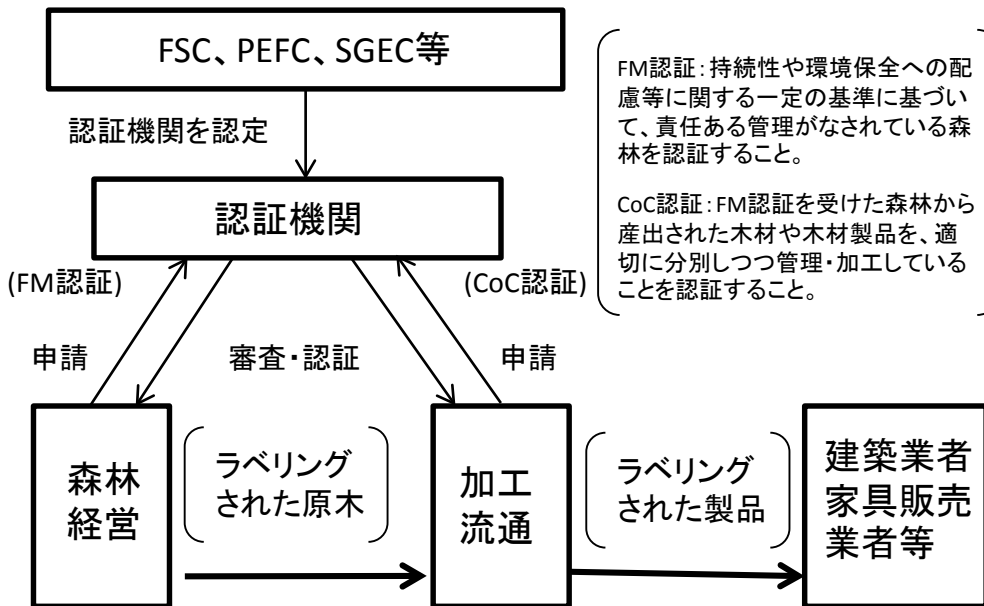 FSC、PEFC、SGEC等
認証機関を認定
認証機関
FM認証:持続性や環境保全への配
慮等に関する一定の基準に基づい
て、責任ある管理がなされている森
林を認証すること。
CoC認証:FM認証を受けた森林から
産出された木材や木材製品を、適
切に分別しつつ管理・加工している
ことを認証すること。
(FM認証)
(CoC認証)
申請
審査・認証
申請
森林
経営
ラベリング
された原木
加工
流通
ラベリング
された製品
建築業者
家具販売
業者等